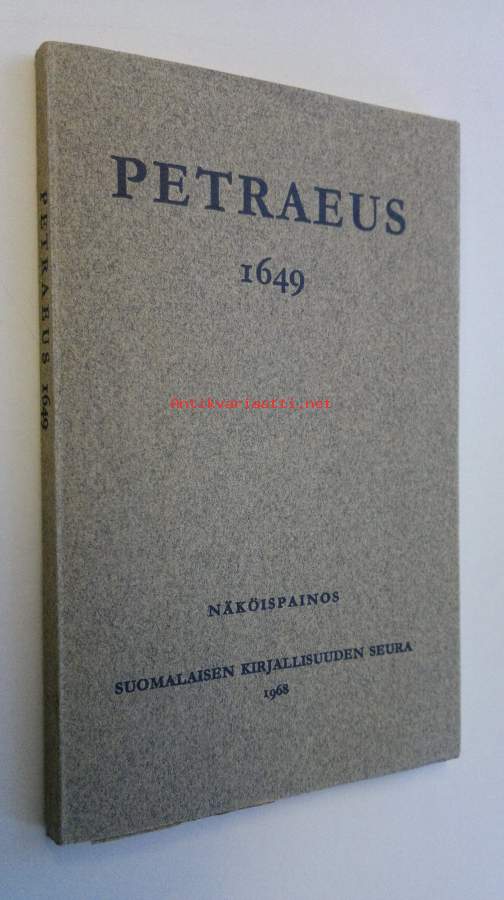 PETRAEUS
1649
PETRAEUS 1649
Antikvariaatti.net
NÄKÖISPAINOS
SUOMALAISEN KIRJALLISUUDEN SEURA
1968